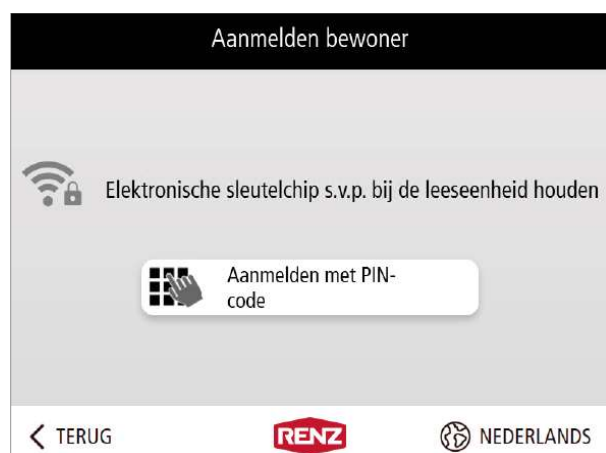 Aanmelden bewoner
Elektronische sleutelchip s.v.p. bij de leeseenheid houden
Aanmelden met PIN-
code
TERUG
RENZ
NEDERLANDS